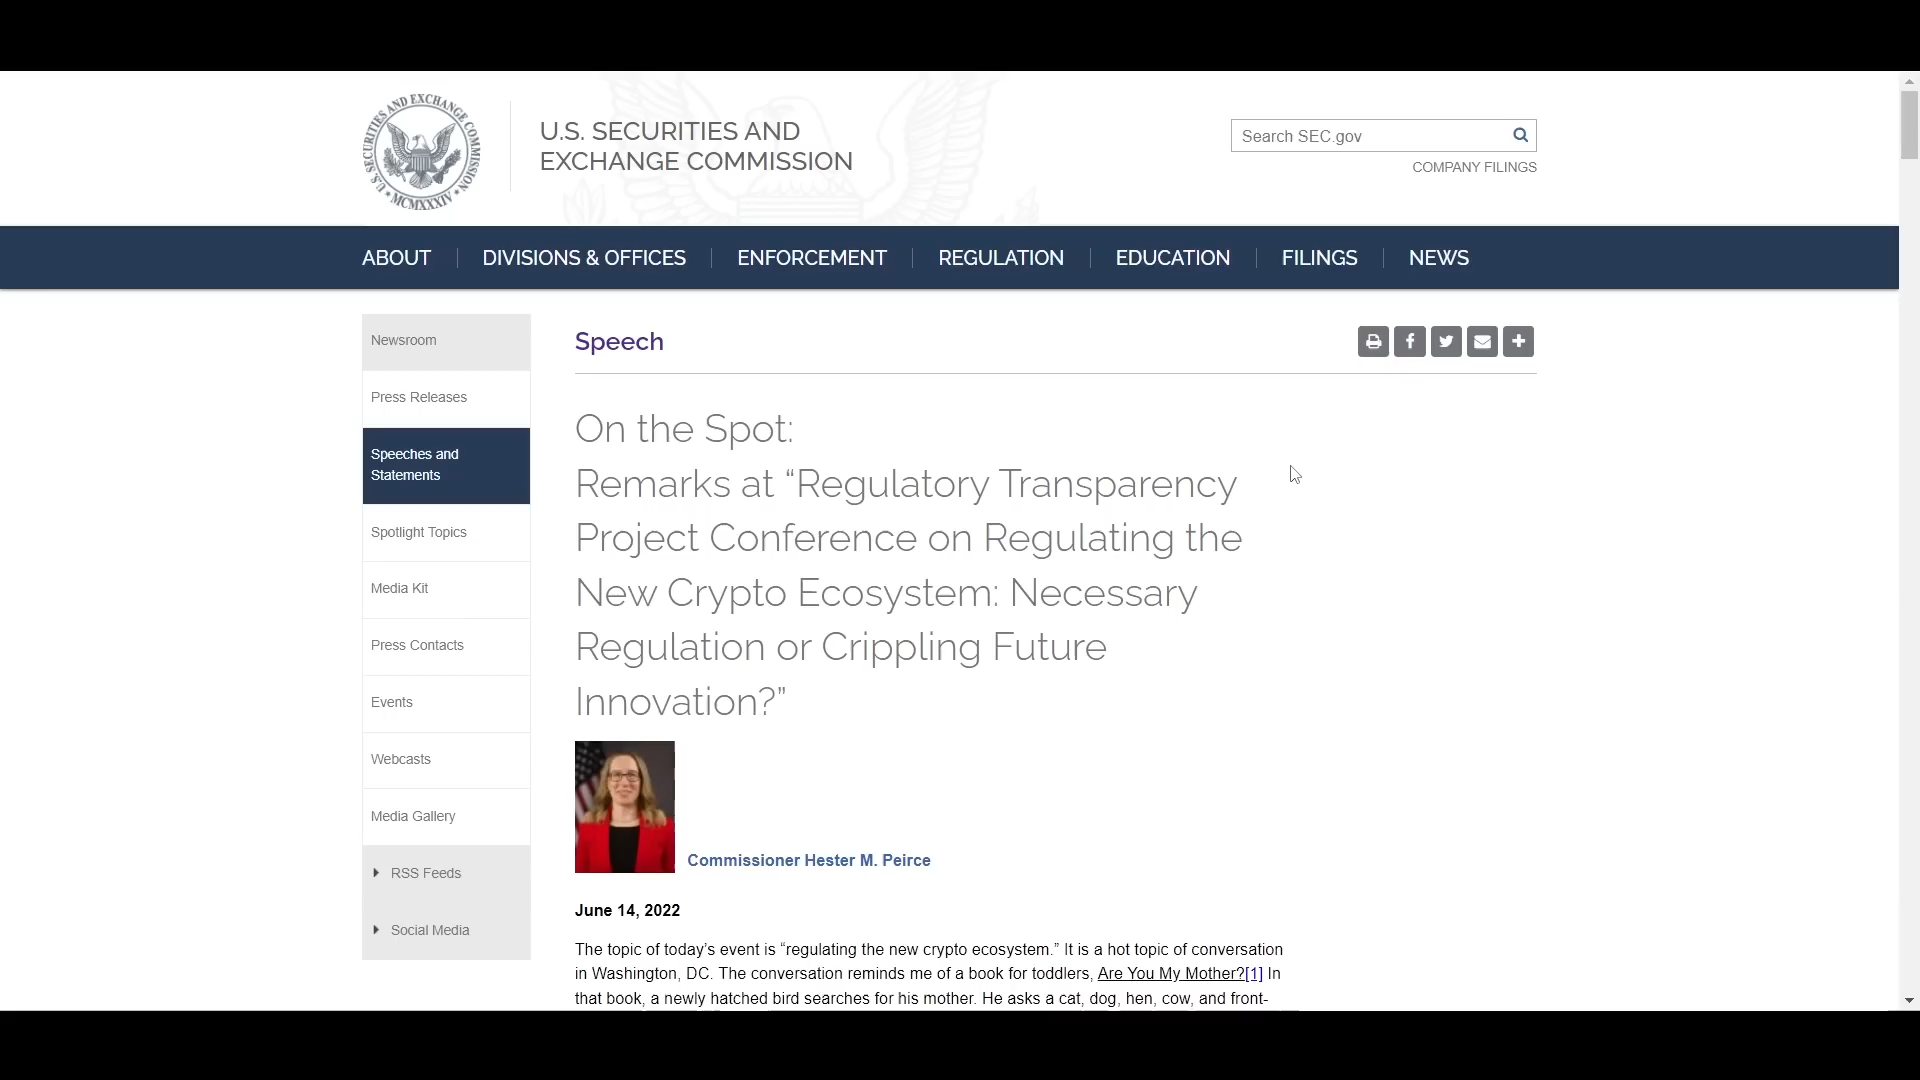 U.S. SECURITIES AND EXCHANGE COMMISSION
MCMXXXIV
U.S. SECURITIES AND
EXCHANGE COMMISSION
Search SEC.gov
COMPANY FILINGS
ABOUT
DIVISIONS & OFFICES
ENFORCEMENT
REGULATION
EDUCATION
FILINGS
NEWS
Newsroom
Press Releases
Speeches and
Statements
Spotlight Topics
Media Kit
Press Contacts
Events
Webcasts
Media Gallery
RSS Feeds
Social Media
Speech
On the Spot:
Remarks at “Regulatory Transparency
Project Conference on Regulating the
New Crypto Ecosystem: Necessary
Regulation or Crippling Future
Innovation?”
Commissioner Hester M. Peirce
June 14, 2022
The topic of today’s event is “regulating the new crypto ecosystem.” It is a hot topic of conversation
in Washington, DC. The conversation reminds me of a book for toddlers, Are You My Mother?[1] In
that book, a newly hatched bird searches for his mother. He asks a cat, dog, hen, cow, and front-